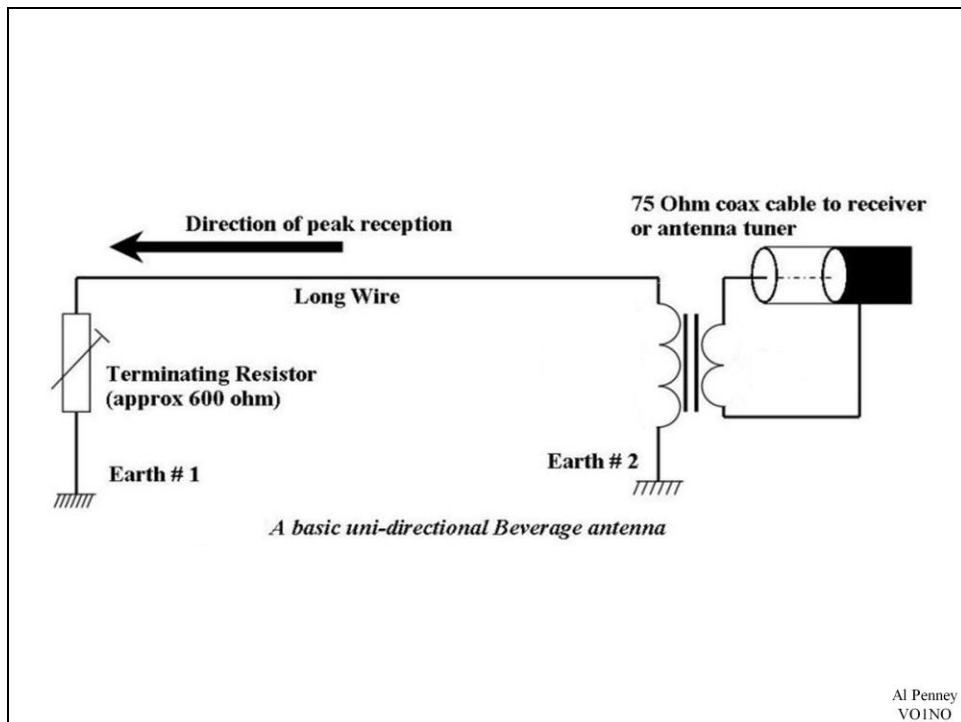 75 Ohm coax cable to receiver
or antenna tuner
Direction of peak reception
Long Wire
Terminating Resistor
(approx 600 ohm)
Earth # 1
Earth # 2
A basic uni-directional Beverage antenna
Al Penney
VO1NO